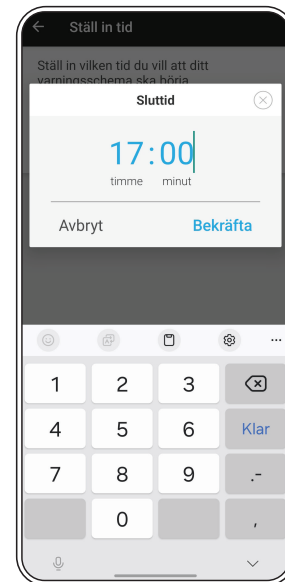 Ställ in tid
Ställ in vilken tid du vill att ditt
varningsschema ska börja
Sluttid
17:00
timme minut
Avbryt Bekräfta
1 2 3
4 5 6 Klar
7 8 9 .-
0 ,